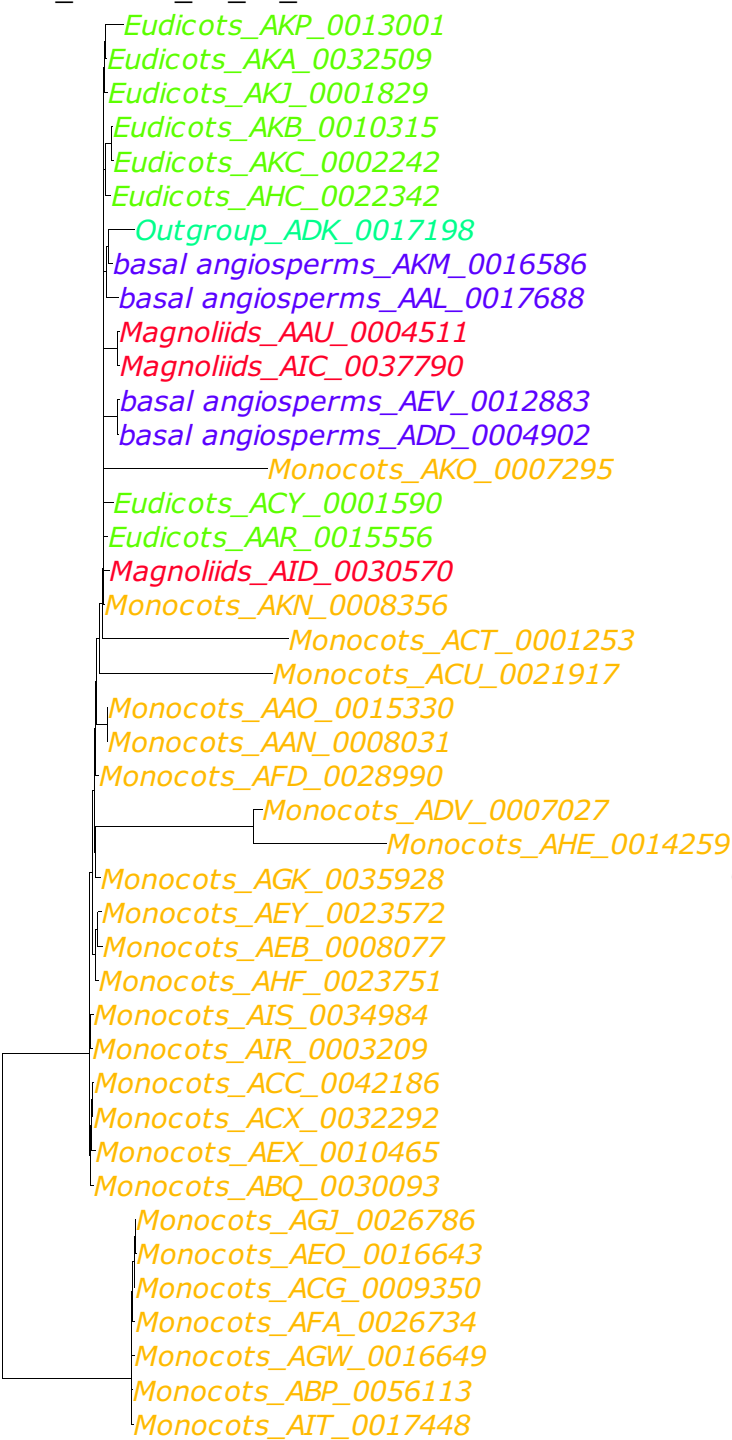 Eudicots_AKP_0013001
Eudicots_AKA_0032509
Eudicots_AKJ_0001829
Eudicots_AKB_0010315
Eudicots_AKC_0002242
Eudicots_AHC_0022342
Outgroup_ADK_0017198
basal angiosperms_AKM_0016586
basal angiosperms_AAL_0017688
Magnoliids_AAU_0004511
Magnoliids_AIC_0037790
basal angiosperms_AEV_0012883
basal angiosperms_ADD_0004902
Monocots_AKO_0007295
Eudicots_ACY_0001590
Eudicots_AAR_0015556
Magnoliids_AID_0030570
Monocots_AKN_0008356
Monocots_ACT_0001253
Monocots_ACU_0021917
Monocots_AAO_0015330
Monocots_AAN_0008031
Monocots_AFD_0028990
Monocots_ADV_0007027
Monocots_AHE_0014259
Monocots_AGK_0035928
Monocots_AEY_0023572
Monocots_AEB_0008077
Monocots_AHF_0023751
Monocots_AIS_0034984
Monocots_AIR_0003209
Monocots_ACC_0042186
Monocots_ACX_0032292
Monocots_AEX_0010465
Monocots_ABQ_0030093
Monocots_AGJ_0026786
Monocots_AEO_0016643
Monocots_ACG_0009350
Monocots_AFA_0026734
Monocots_AGW_0016649
Monocots_ABP_0056113
Monocots_AIT_0017448